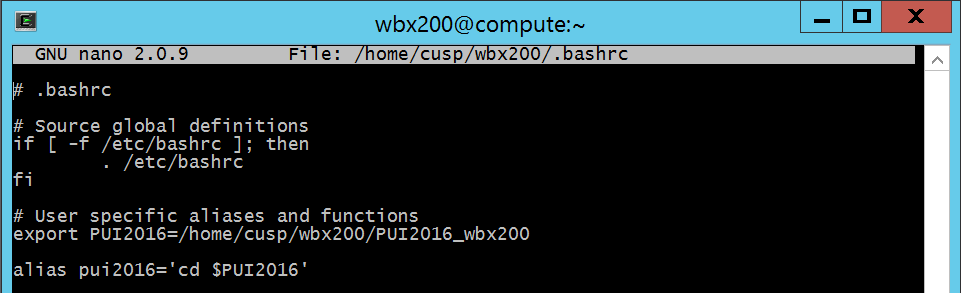 wbx200@compute:~
GNU nano 2.0.9 File: /home/cusp/wbx200/.bashrc
# .bashrc
# Source global definitions
if [ -f /etc/bashrc ]; then
. /etc/bashrc
fi
# User specific aliases and functions
export PUI2016=/home/cusp/wbx200/PUI2016_wbx200
alias pui2016='cd $PUI2016'